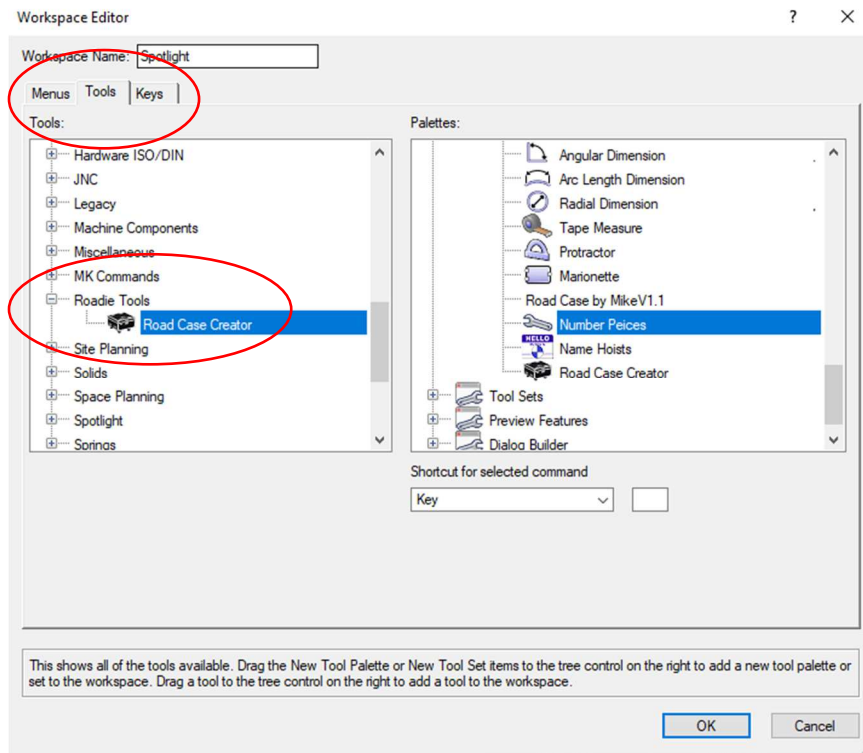 Workspace Editor
? ×
Workspace Name: Spotlight
Menus Tools Keys
Tools:
Hardware ISO/DIN
JNC
Legacy
Machine Components
Miscellaneous
MK Commands
Roadie Tools
Road Case Creator
Site Planning
Solids
Space Planning
Spotlight
Springs
Palettes:
Angular Dimension
Arc Length Dimension
Radial Dimension
Tape Measure
Protractor
Marionette
Road Case by MikeV1.1
Number Peices
HELLO
Name Hoists
Road Case Creator
Tool Sets
Preview Features
Dialog Builder
Shortcut for selected command
Key
This shows all of the tools available. Drag the New Tool Palette or New Tool Set items to the tree control on the right to add a new tool palette or
set to the workspace. Drag a tool to the tree control on the right to add a tool to the workspace.
OK Cancel